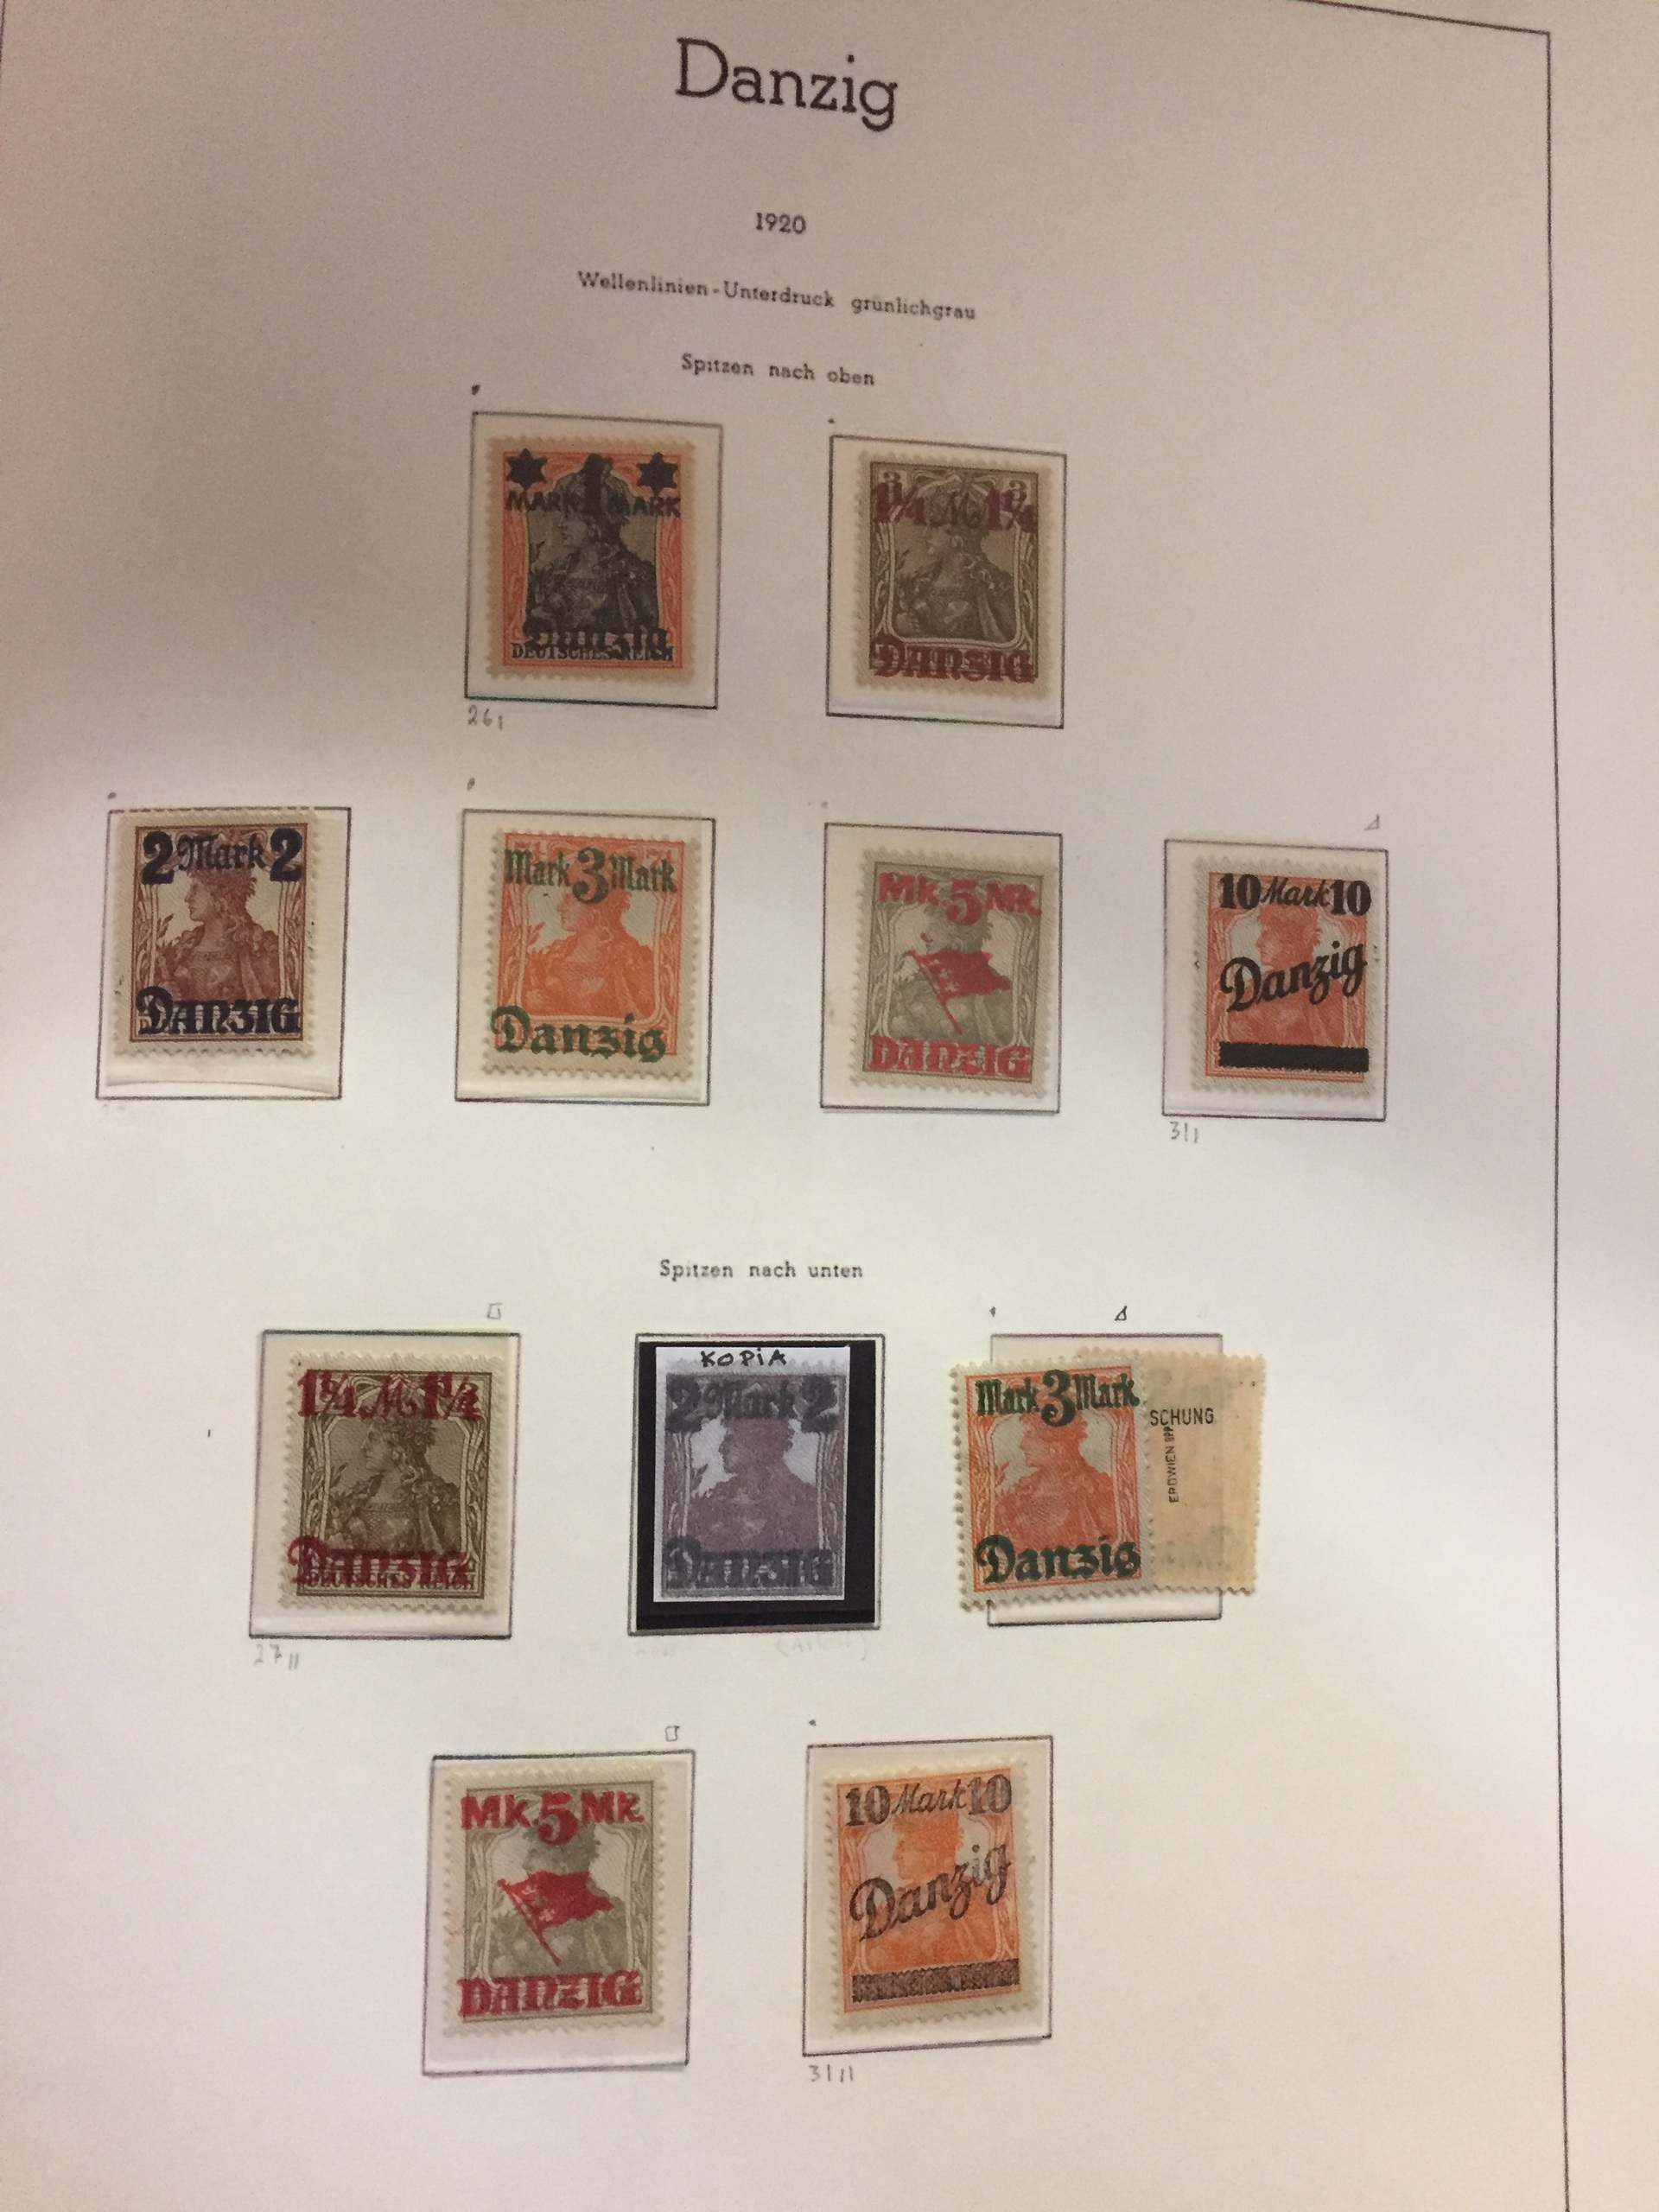 Danzig
1920
Wellenlinien-Unterdruck grünlichgrau
Spitzen nach oben
MARK 1 MARK
Danzig
DEUTSCHES REICH
3 3
1¼ M 1¼
DANZIG
26 I
2 Mark 2
DANZIG
Mark 3 Mark
Danzig
Mk 5 Mk.
DANZIG
10 Mark 10
Danzig
31 I
Spitzen nach unten
1¼ M 1¼
DANZIG
DEUTSCHES REICH
27 II
KOPIA
2 Mark 2
DANZIG
Mark 3 Mark
Danzig
SCHUNG
Mk. 5 Mk.
DANZIG
10 Mark 10
Danzig
31 II